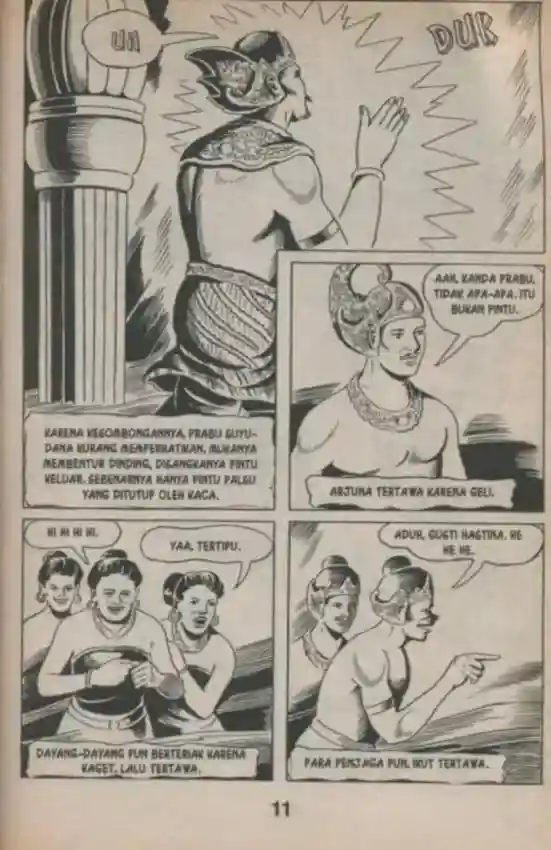 UH
DUK
KARENA KESOMBONGANNYA, PRABU SUYU-
DANA KURANG MEMPERHATIKAN, MUKANYA
MEMBENTUR DINDING, DISANGKANYA PINTU
KELUAR. SEBENARNYA HANYA PINTU PALSU
YANG DITUTUP OLEH KACA.
AAH, KANDA PRABU,
TIDAK APA-APA. ITU
BUKAN PINTU.
ARJUNA TERTAWA KARENA GELI.
HI HI HI HI.
YAA, TERTIPU.
DAYANG-DAYANG PUN BERTERIAK KARENA
KAGET, LALU TERTAWA.
ADUH, GUSTI HASTINA. HE
HE HE.
PARA PENJAGA PUN, IKUT TERTAWA.
11